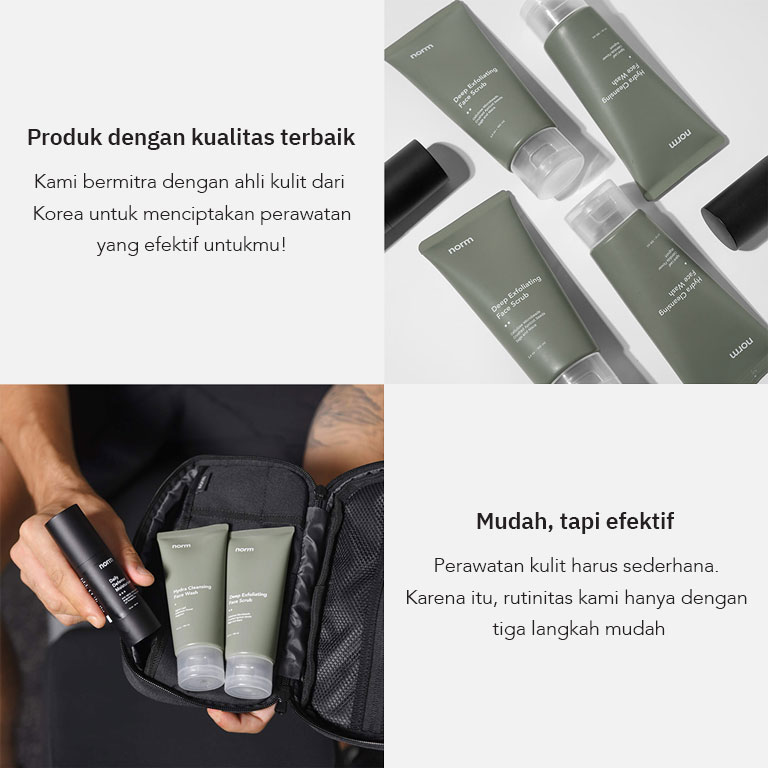 Produk dengan kualitas terbaik
Kami bermitra dengan ahli kulit dari
Korea untuk menciptakan perawatan
yang efektif untukmu!
norm
Deep Exfoliating
Face Scrub
Hydra Cleansing
Face Wash
norm
norm
Deep Exfoliating
Face Scrub
Hydra Cleansing
Face Wash
norm
norm
Daily
Defense
norm
Hydra Cleansing
Face Wash
norm
Deep Exfoliating
Face Scrub
Mudah, tapi efektif
Perawatan kulit harus sederhana.
Karena itu, rutinitas kami hanya dengan
tiga langkah mudah